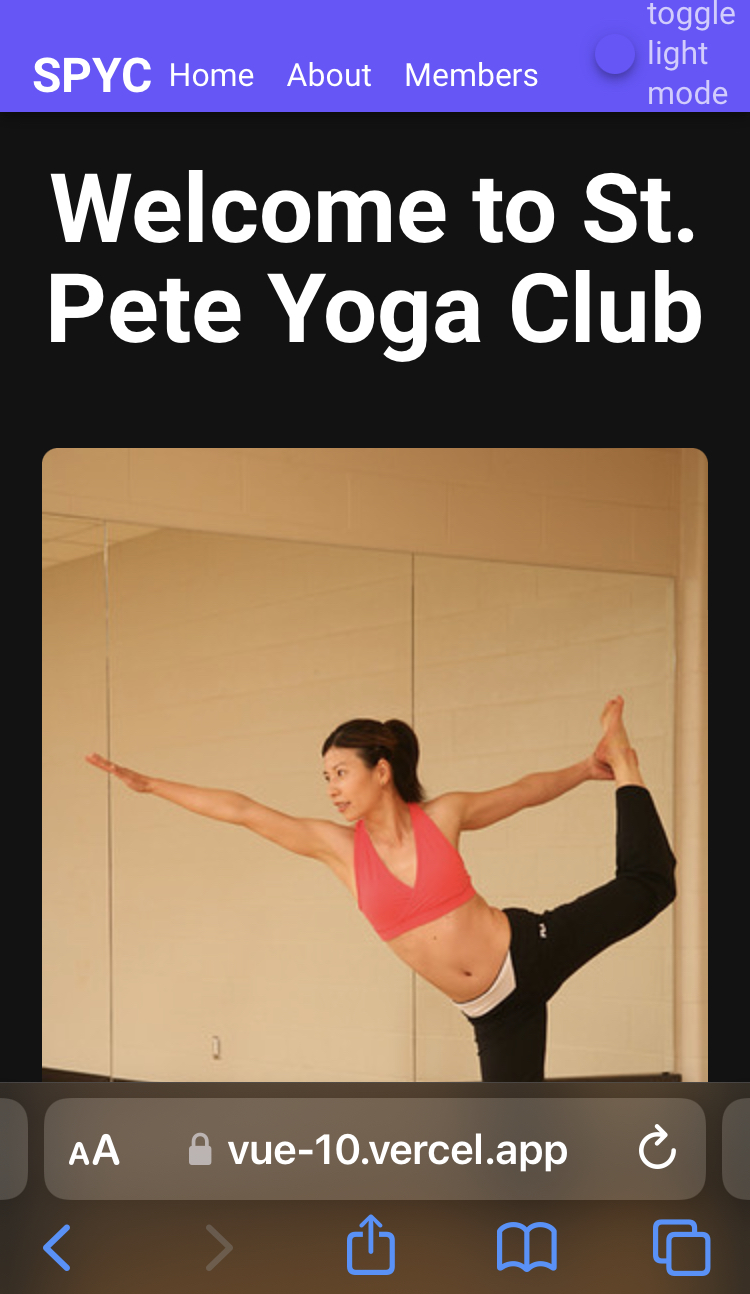 SPYC Home About Members
toggle
light
mode
Welcome to St.
Pete Yoga Club
AA vue-10.vercel.app